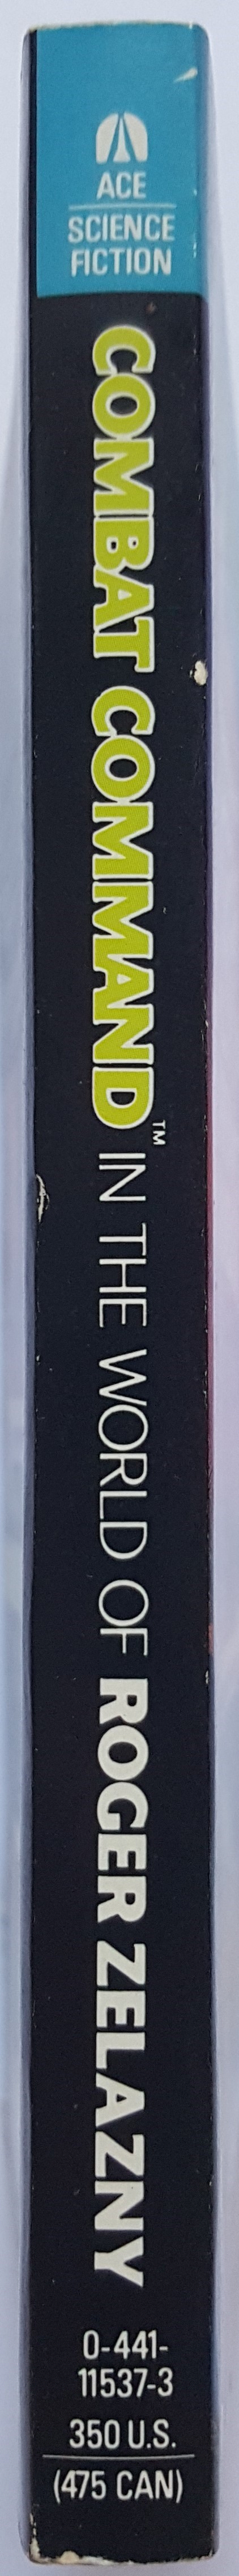 ACE
SCIENCE
FICTION
COMBAT COMMAND™ IN THE WORLD OF ROGER ZELAZNY
0-441-
11537-3
350 U.S.
(475 CAN)